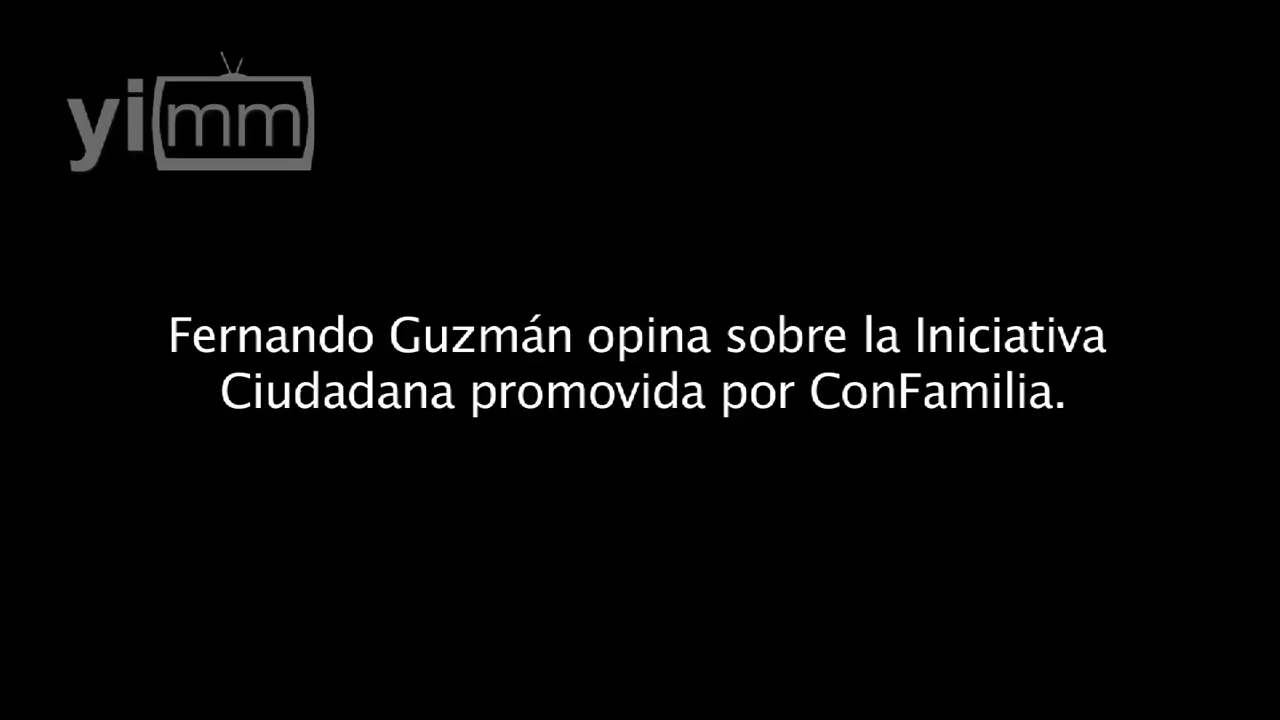 yimm
Fernando Guzmán opina sobre la Iniciativa
Ciudadana promovida por ConFamilia.